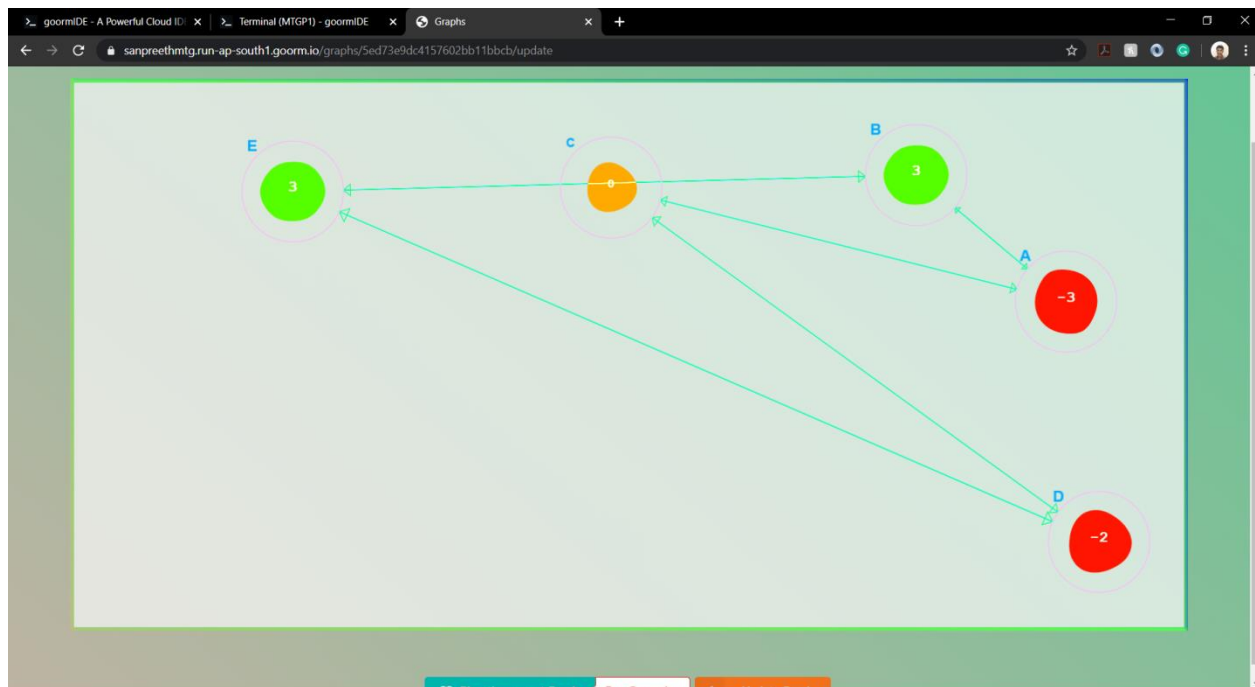 goormIDE - A Powerful Cloud ID
Terminal (MTGP1) - goormIDE
Graphs
sanpreethmtg.run-ap-south1.goorm.io/graphs/5ed73e9dc4157602bb11bbcb/update
E
3
C
0
B
3
A
-3
D
-2